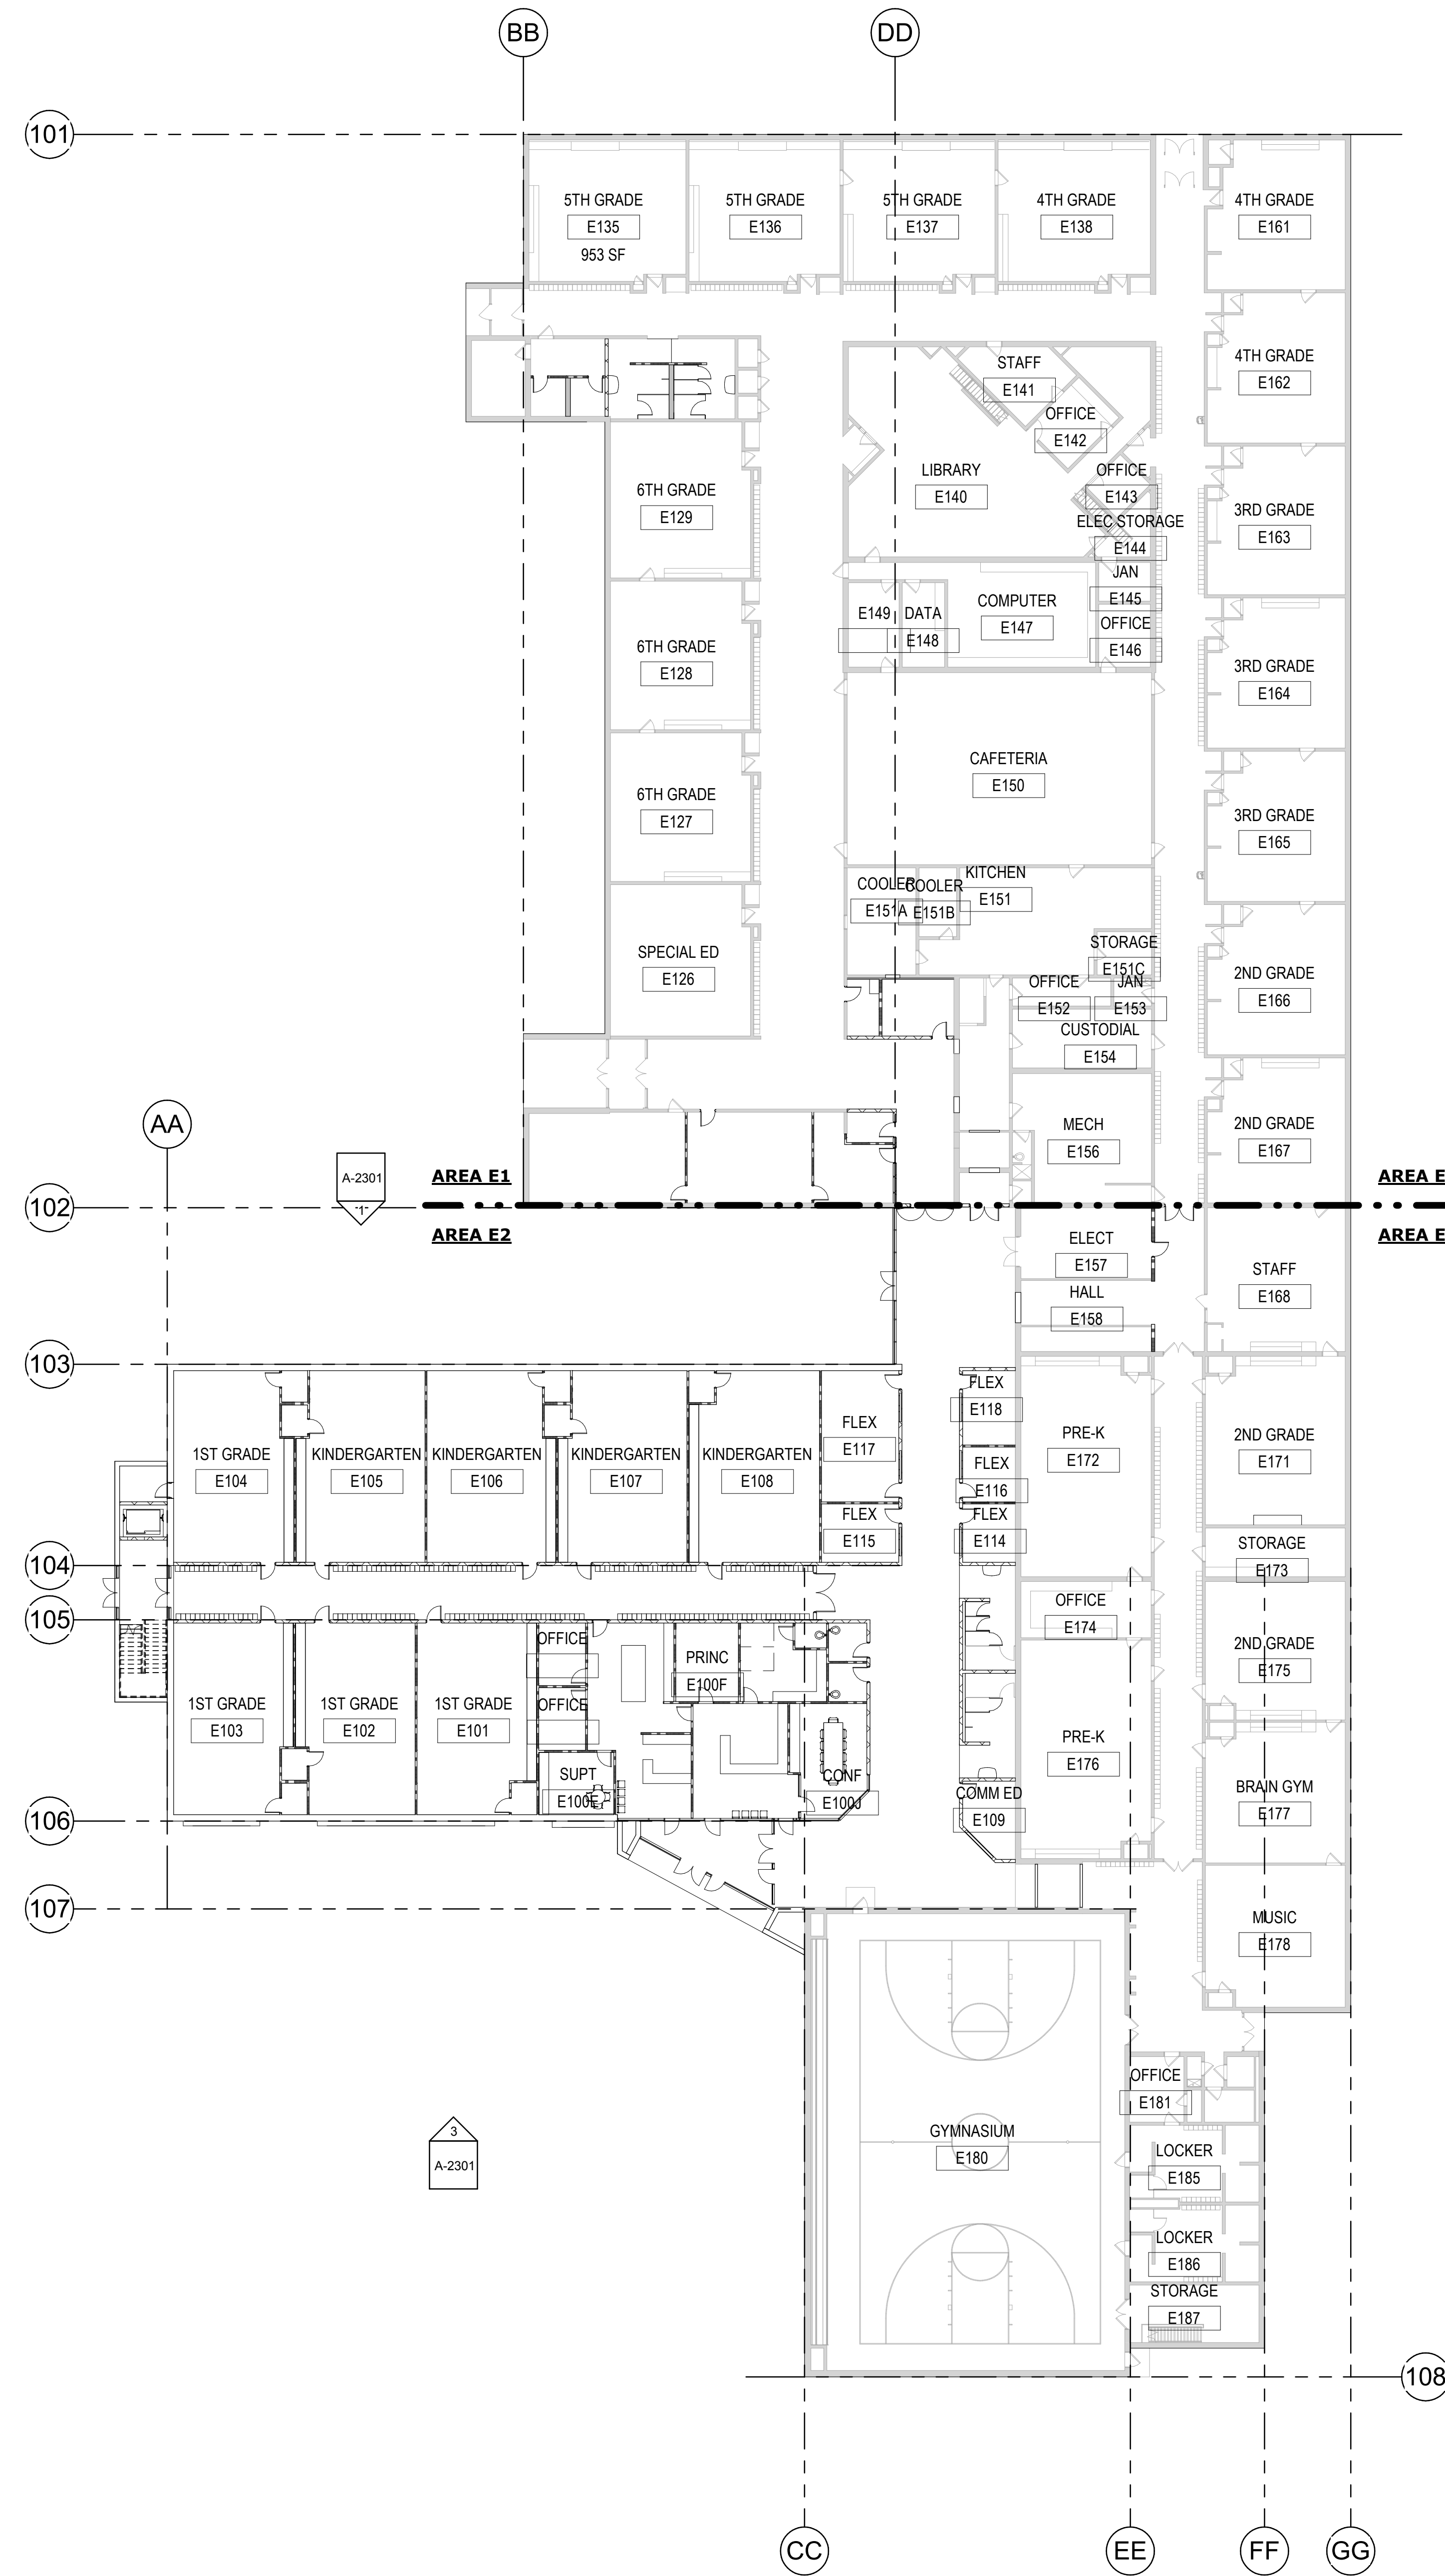 BB
DD
101
5TH GRADE
E135
953 SF
5TH GRADE
E136
5TH GRADE
E137
4TH GRADE
E138
4TH GRADE
E161
STAFF
E141
4TH GRADE
E162
OFFICE
E142
LIBRARY
E140
OFFICE
E143
6TH GRADE
E129
3RD GRADE
E163
ELEC STORAGE
E144
JAN
E145
COMPUTER
E147
E149
DATA
E148
OFFICE
E146
6TH GRADE
E128
3RD GRADE
E164
CAFETERIA
E150
6TH GRADE
E127
3RD GRADE
E165
COOLER
E151A
COOLER
E151B
KITCHEN
E151
SPECIAL ED
E126
STORAGE
E151C
2ND GRADE
E166
OFFICE
E152
JAN
E153
CUSTODIAL
E154
AA
MECH
E156
2ND GRADE
E167
A-2301
1
AREA E1
AREA E
102
AREA E2
AREA E
ELECT
E157
STAFF
E168
HALL
E158
103
1ST GRADE
E104
KINDERGARTEN
E105
KINDERGARTEN
E106
KINDERGARTEN
E107
KINDERGARTEN
E108
FLEX
E117
FLEX
E118
PRE-K
E172
2ND GRADE
E171
FLEX
E116
FLEX
E115
FLEX
E114
STORAGE
E173
104
105
OFFICE
E174
OFFICE
PRINC
E100F
2ND GRADE
E175
1ST GRADE
E103
1ST GRADE
E102
1ST GRADE
E101
OFFICE
PRE-K
E176
SUPT
E100E
CONF
E100J
COMM ED
E109
BRAIN GYM
E177
106
107
MUSIC
E178
OFFICE
E181
GYMNASIUM
E180
3
A-2301
LOCKER
E185
LOCKER
E186
STORAGE
E187
108
CC
EE
FF
GG